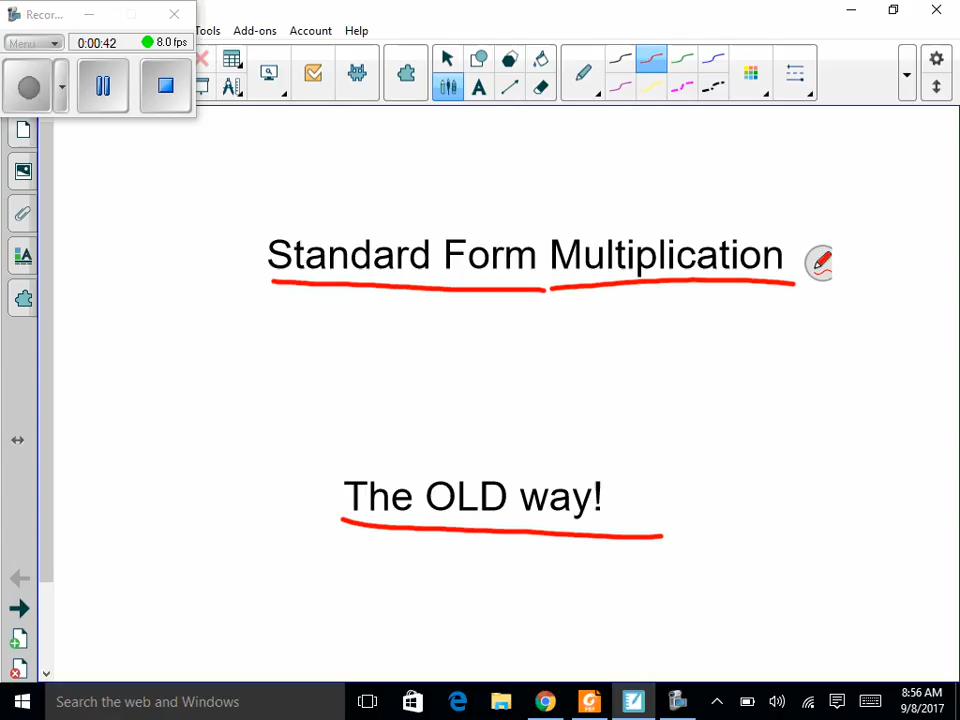 Recor...
Menu
0:00:42
8.0 fps
Tools Add-ons Account Help
Standard Form Multiplication
The OLD way!
Search the web and Windows
8:56 AM
9/8/2017